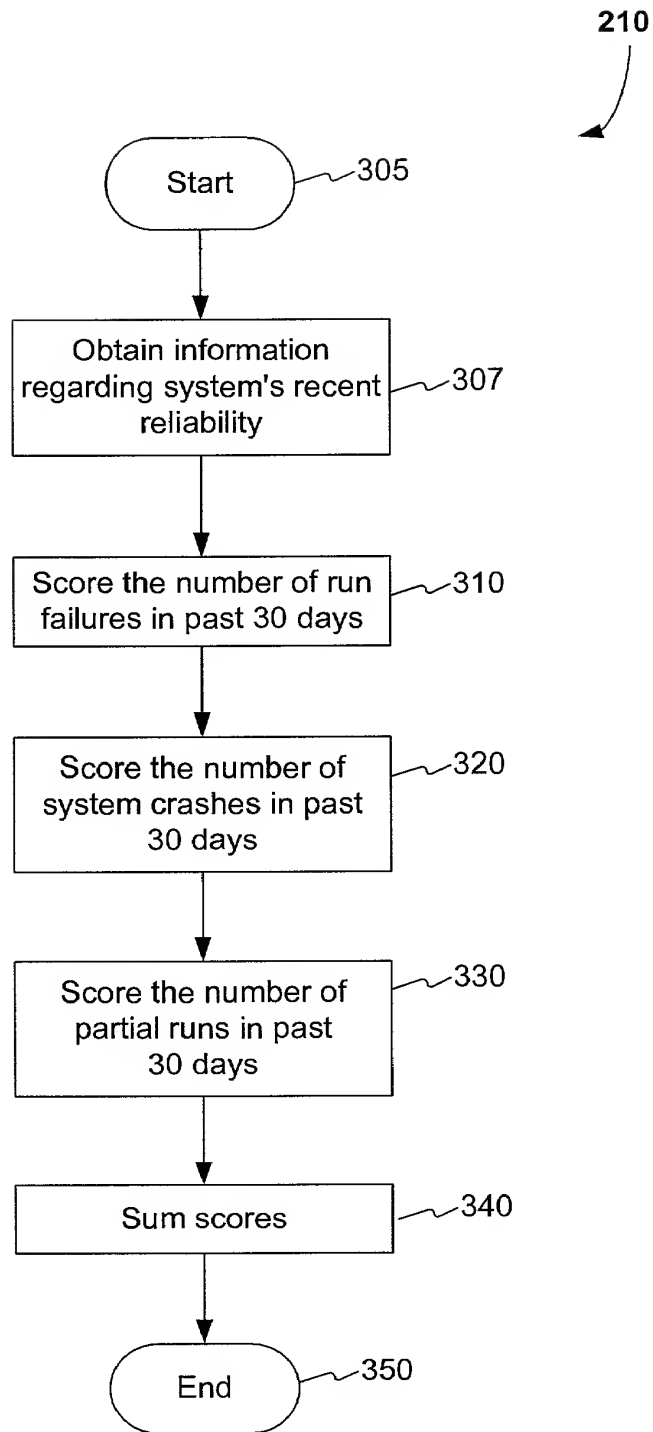 210
Start
305
Obtain information
regarding system's recent
reliability
307
Score the number of run
failures in past 30 days
310
Score the number of
system crashes in past
30 days
320
Score the number of
partial runs in past
30 days
330
Sum scores
340
End
350